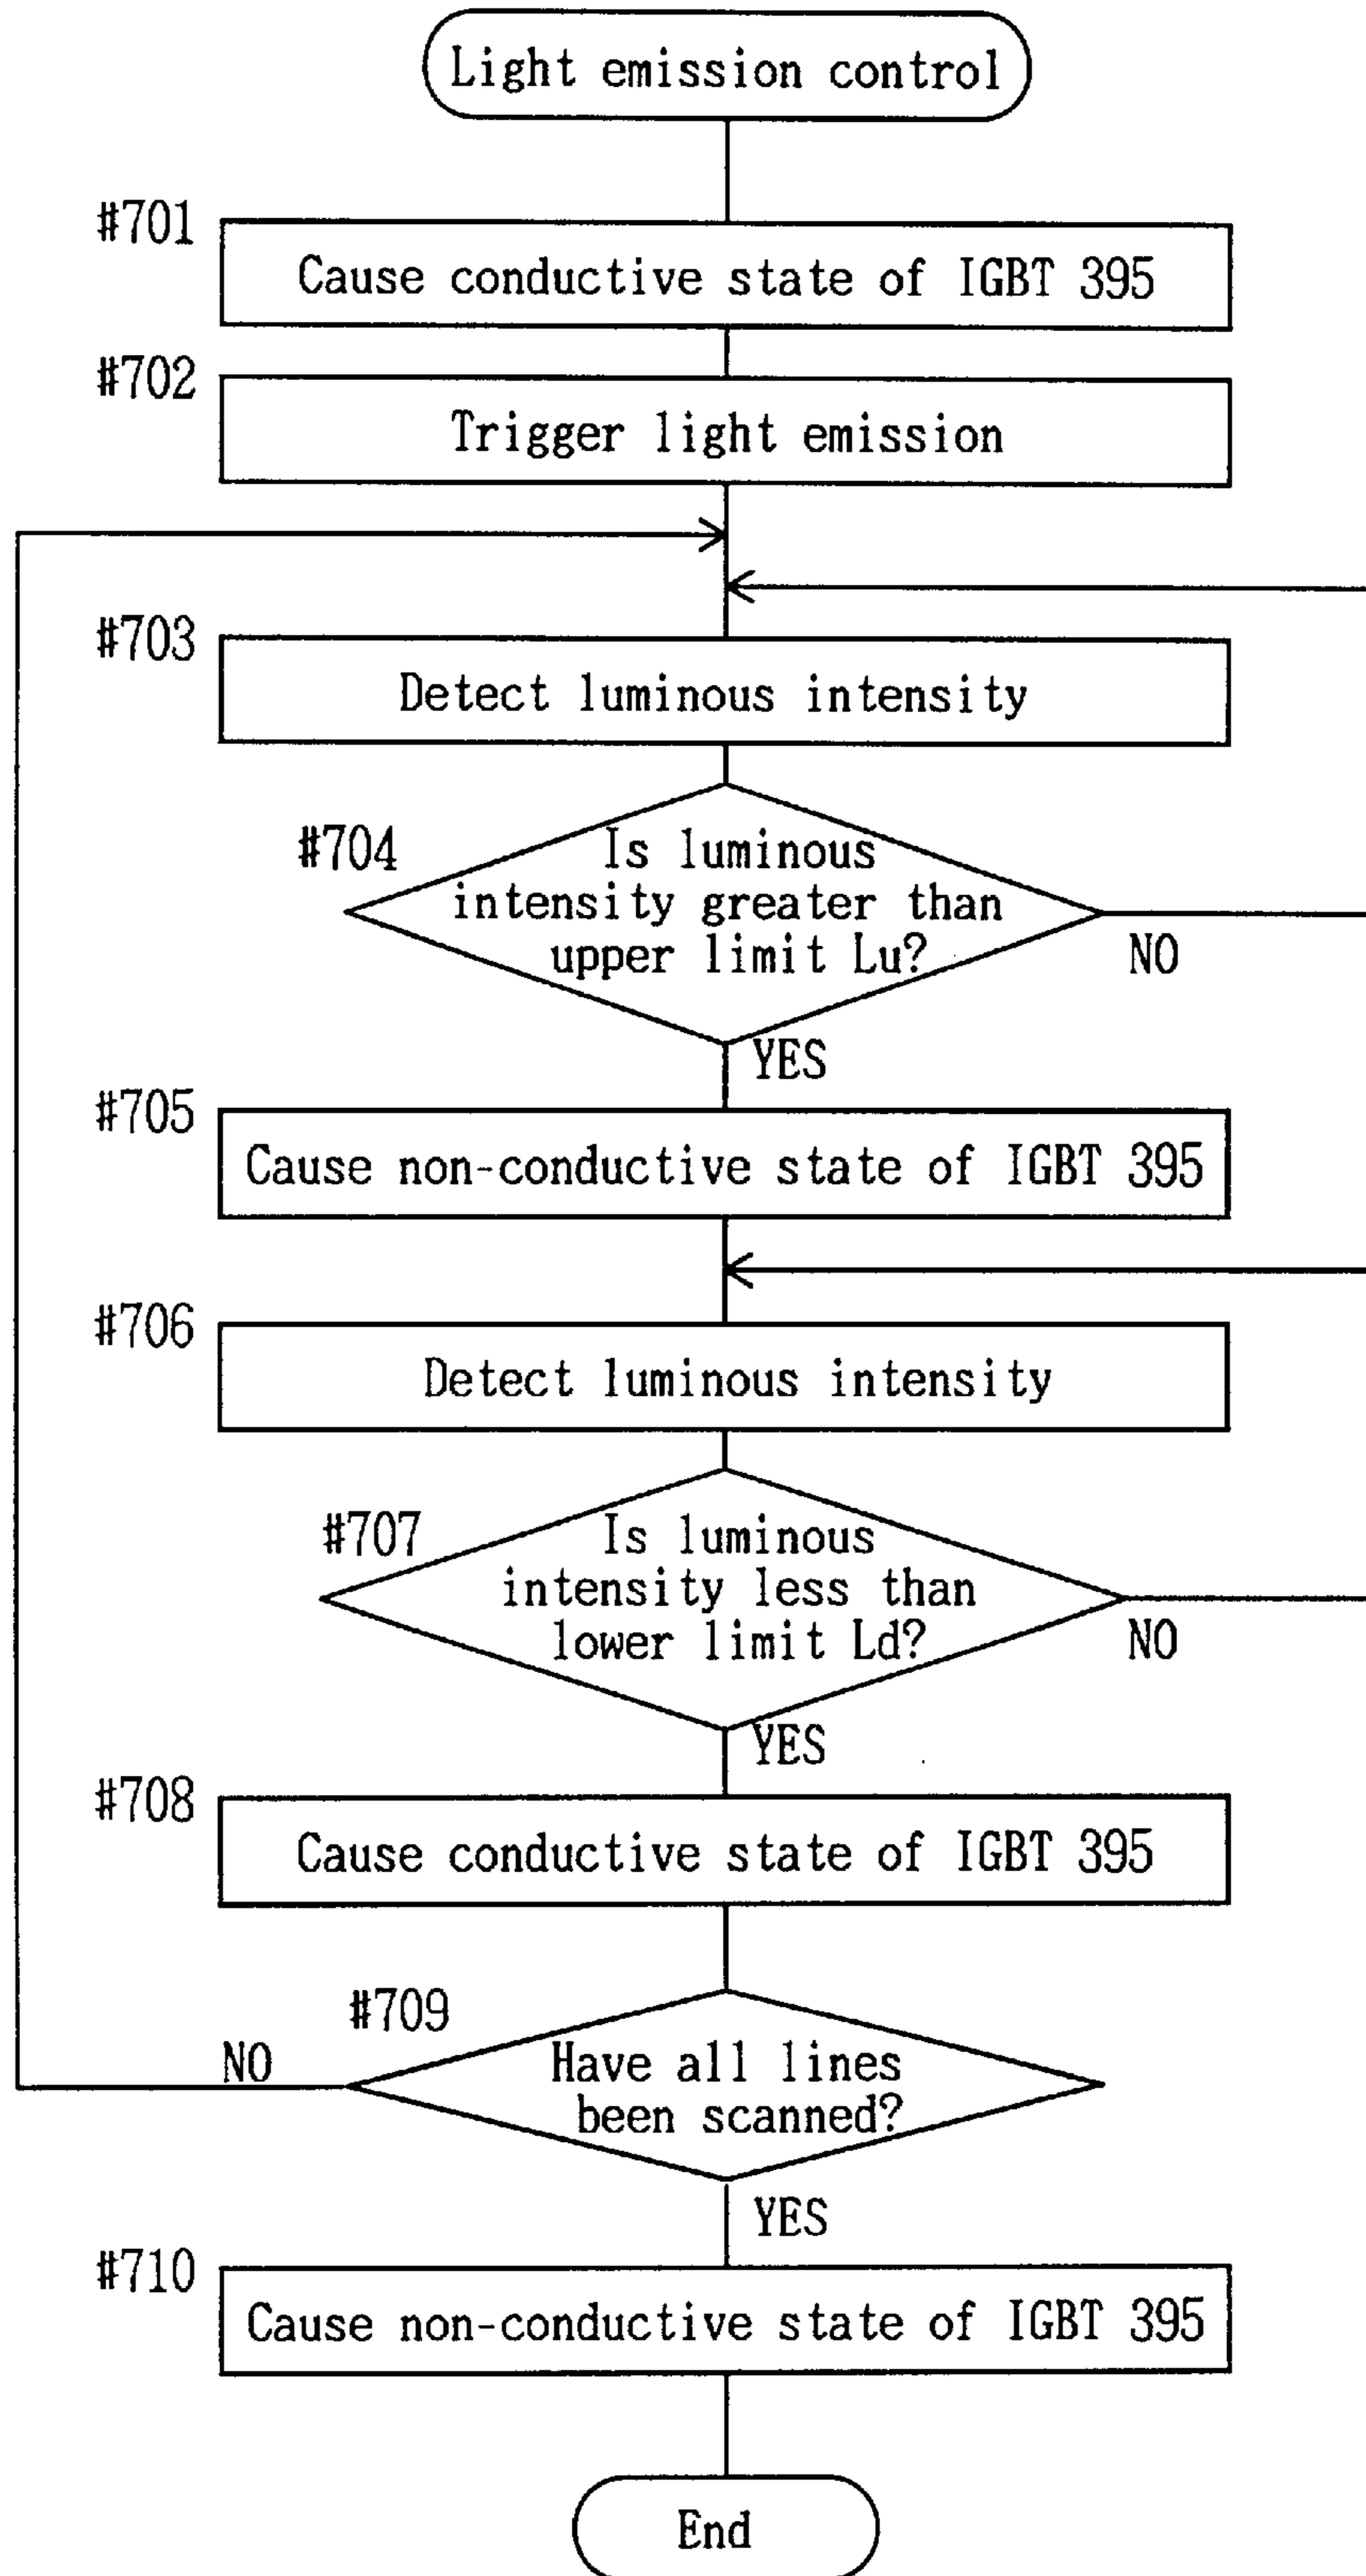 Light emission control
#701
Cause conductive state of IGBT 395
#702
Trigger light emission
#703
Detect luminous intensity
#704
Is luminous
intensity greater than
upper limit Lu?
NO
YES
#705
Cause non-conductive state of IGBT 395
#706
Detect luminous intensity
#707
Is luminous
intensity less than
lower limit Ld?
NO
YES
#708
Cause conductive state of IGBT 395
#709
NO
Have all lines
been scanned?
YES
#710
Cause non-conductive state of IGBT 395
End